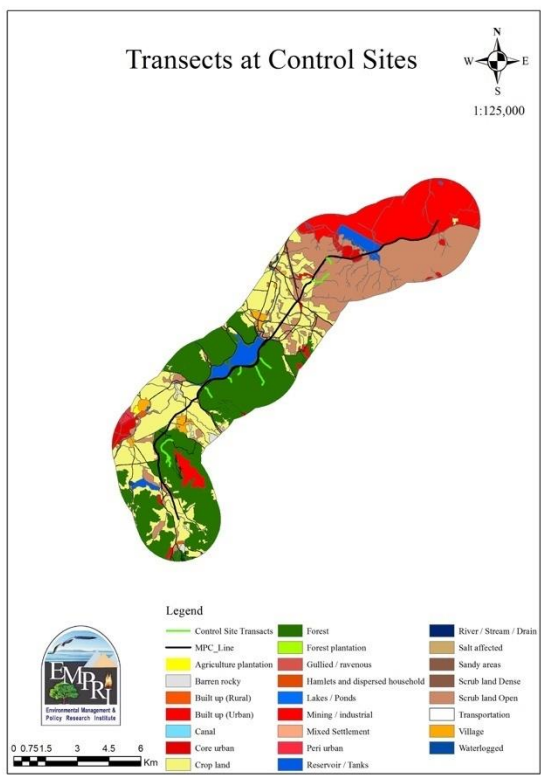 Transects at Control Sites
N
W
E
S
1:125,000
Legend
Control Site Transacts
MPC_Line
Agriculture plantation
Barren rocky
Built up (Rural)
Built up (Urban)
Canal
Core urban
Crop land
Forest
Forest plantation
Gullied / ravenous
Hamlets and dispersed household
Lakes / Ponds
Mining / industrial
Mixed Settlement
Peri urban
Reservoir / Tanks
River / Stream / Drain
Salt affected
Sandy areas
Scrub land Dense
Scrub land Open
Transportation
Village
Waterlogged
EMPRI
Environmental Management &
Policy Research Institute
0 0.75 1.5 3 4.5 6
Km